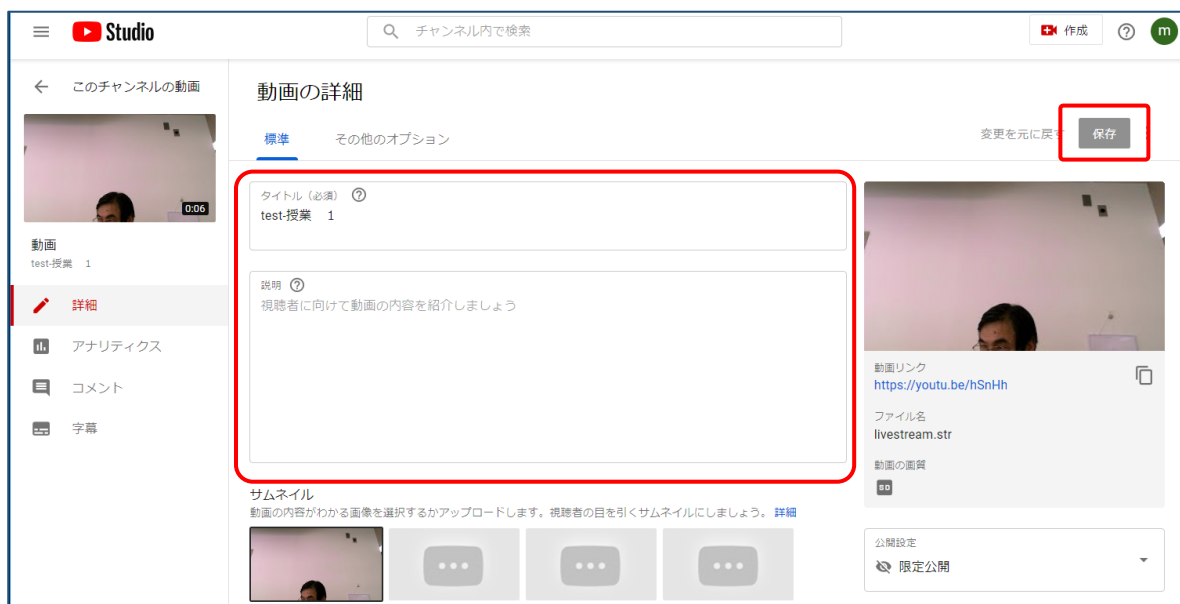 Studio
チャンネル内で検索
作成
m
このチャンネルの動画
0:06
動画
test-授業 1
詳細
アナリティクス
コメント
字幕
動画の詳細
標準 その他のオプション
変更を元に戻す 保存
タイトル（必須）
test-授業 1
説明
視聴者に向けて動画の内容を紹介しましょう
サムネイル
動画の内容がわかる画像を選択するかアップロードします。視聴者の目を引くサムネイルにしましょう。 詳細
動画リンク
https://youtu.be/hSnHh
ファイル名
livestream.str
動画の画質
SD
公開設定
限定公開